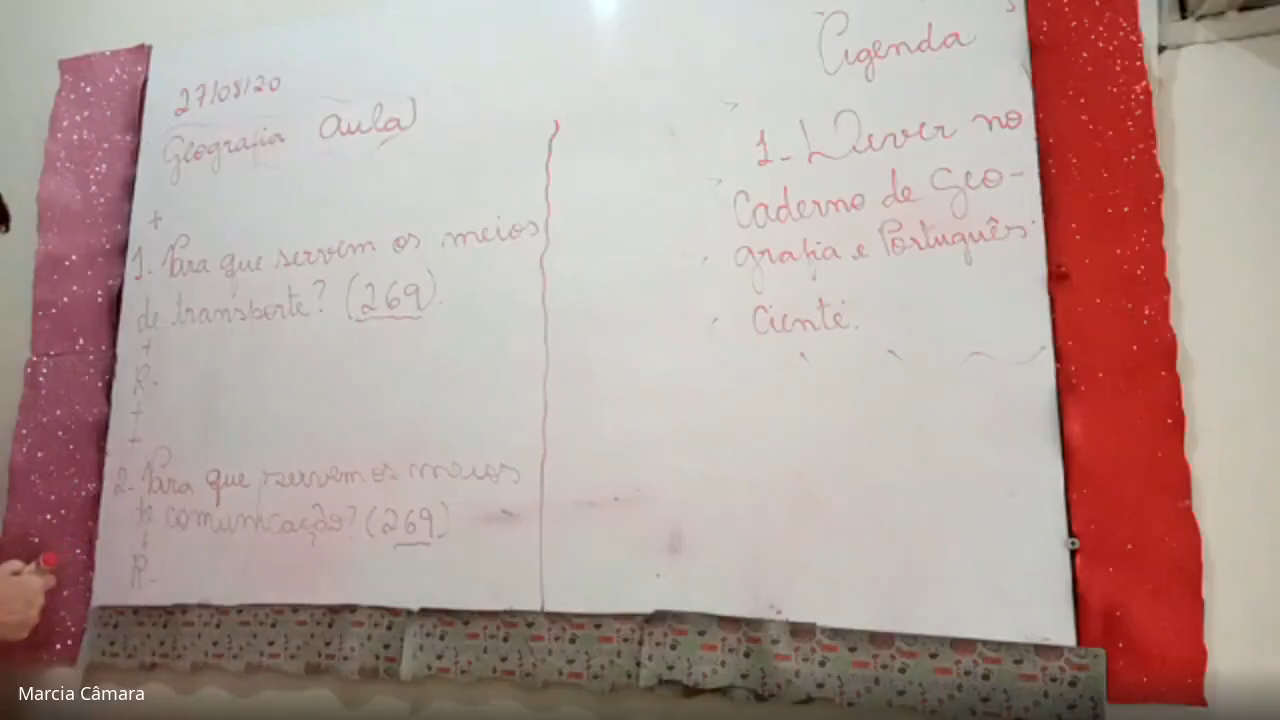 27/08/20
Geografia Aula
+
1. Para que servem os meios
de transporte? (269).
+
R.
+
+
2. Para que servem os meios
de comunicação? (269)
+
R.
Agenda
1- Dever no
Caderno de Geo-
grafia e Português.
Ciente.
Marcia Câmara